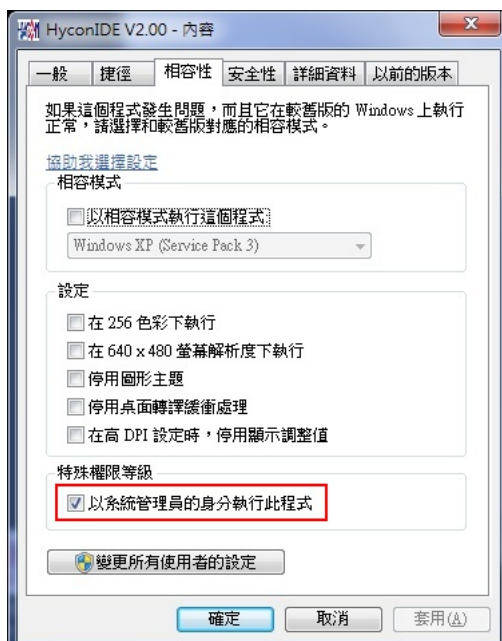 HyconIDE V2.00 - 內容
一般 捷徑 相容性 安全性 詳細資料 以前的版本
如果這個程式發生問題，而且它在較舊版的 Windows 上執行
正常，請選擇和較舊版對應的相容模式。
協助我選擇設定
相容模式
以相容模式執行這個程式:
Windows XP (Service Pack 3)
設定
在 256 色彩下執行
在 640 x 480 螢幕解析度下執行
停用圖形主題
停用桌面轉譯緩衝處理
在高 DPI 設定時，停用顯示調整值
特殊權限等級
以系統管理員的身分執行此程式
變更所有使用者的設定
確定 取消 套用(A)